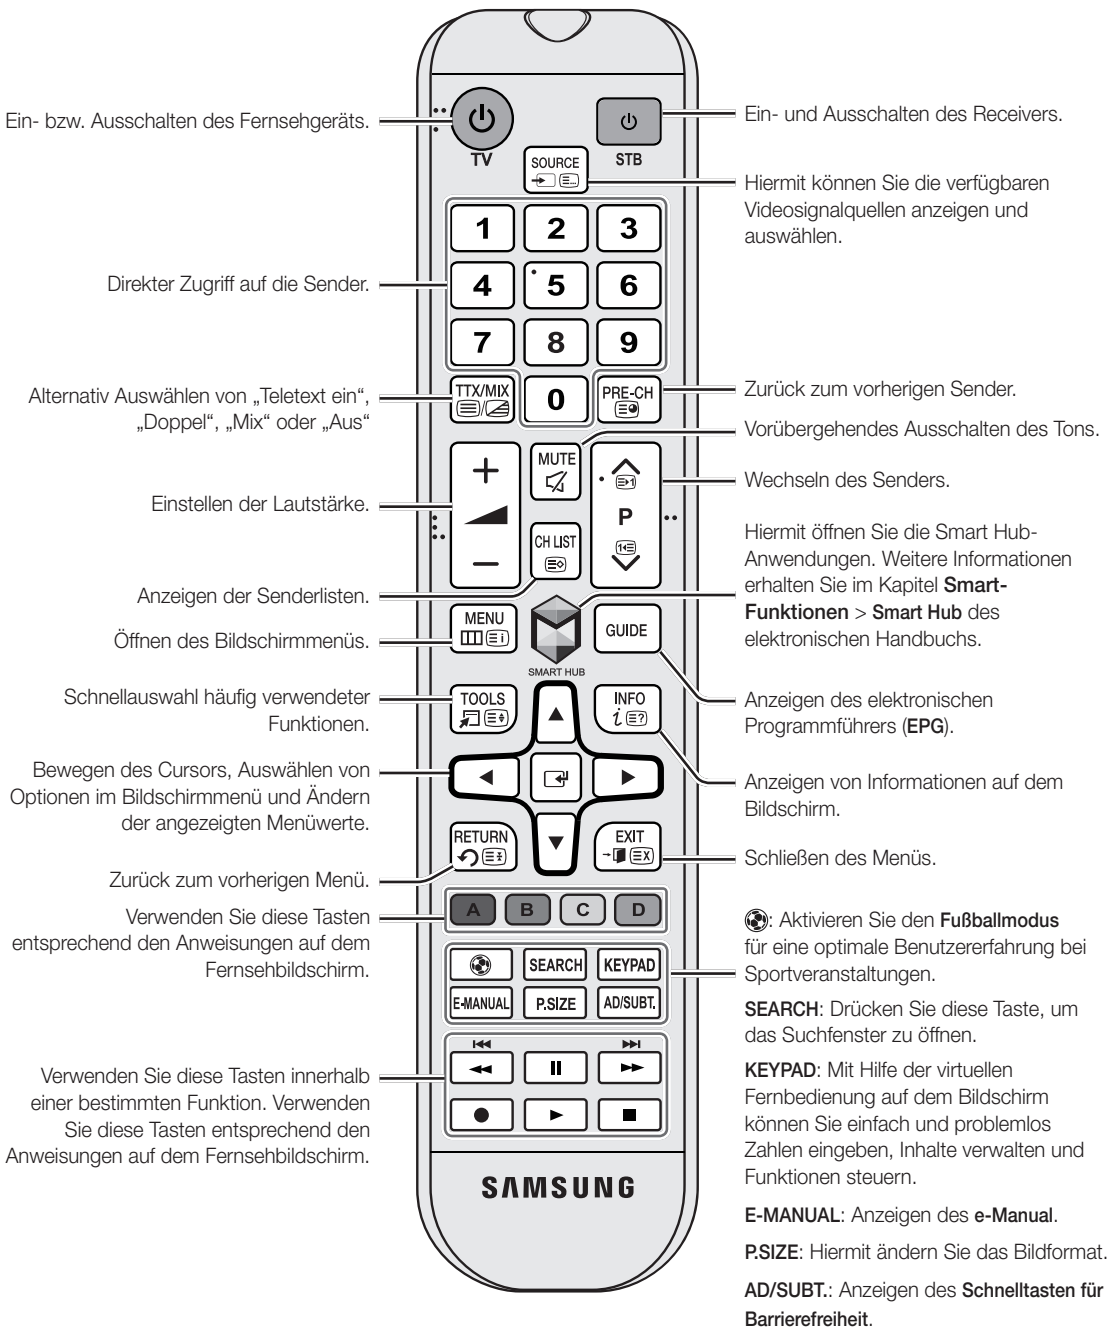 Ein- bzw. Ausschalten des Fernsehgeräts.
Direkter Zugriff auf die Sender.
Alternativ Auswählen von „Teletext ein“,
„Doppel“, „Mix“ oder „Aus“
Einstellen der Lautstärke.
Anzeigen der Senderlisten.
Öffnen des Bildschirmmenüs.
Schnellauswahl häufig verwendeter
Funktionen.
Bewegen des Cursors, Auswählen von
Optionen im Bildschirmmenü und Ändern
der angezeigten Menüwerte.
Zurück zum vorherigen Menü.
Verwenden Sie diese Tasten
entsprechend den Anweisungen auf dem
Fernsehbildschirm.
Verwenden Sie diese Tasten innerhalb
einer bestimmten Funktion. Verwenden
Sie diese Tasten entsprechend den
Anweisungen auf dem Fernsehbildschirm.
TV
STB
SOURCE
1 2 3
4 5 6
7 8 9
TTX/MIX
0
PRE-CH
MUTE
P
CH LIST
MENU
SMART HUB
GUIDE
TOOLS
INFO
RETURN
EXIT
A B C D
SEARCH KEYPAD
E-MANUAL P.SIZE AD/SUBT.
SAMSUNG
Ein- und Ausschalten des Receivers.
Hiermit können Sie die verfügbaren
Videosignalquellen anzeigen und
auswählen.
Zurück zum vorherigen Sender.
Vorübergehendes Ausschalten des Tons.
Wechseln des Senders.
Hiermit öffnen Sie die Smart Hub-
Anwendungen. Weitere Informationen
erhalten Sie im Kapitel Smart-
Funktionen > Smart Hub des
elektronischen Handbuchs.
Anzeigen des elektronischen
Programmführers (EPG).
Anzeigen von Informationen auf dem
Bildschirm.
Schließen des Menüs.
: Aktivieren Sie den Fußballmodus
für eine optimale Benutzererfahrung bei
Sportveranstaltungen.
SEARCH: Drücken Sie diese Taste, um
das Suchfenster zu öffnen.
KEYPAD: Mit Hilfe der virtuellen
Fernbedienung auf dem Bildschirm
können Sie einfach und problemlos
Zahlen eingeben, Inhalte verwalten und
Funktionen steuern.
E-MANUAL: Anzeigen des e-Manual.
P.SIZE: Hiermit ändern Sie das Bildformat.
AD/SUBT.: Anzeigen des Schnelltasten für
Barrierefreiheit.